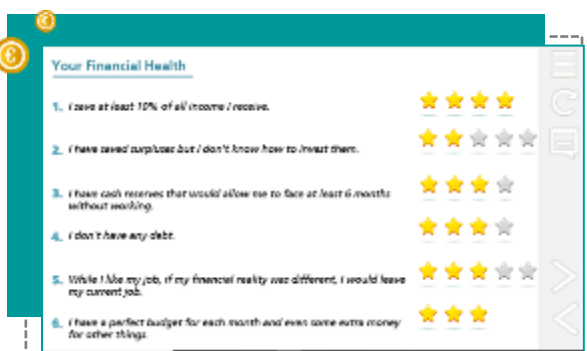 Your Financial Health
1. I save at least 10% of all income I receive.
2. I have saved surpluses but I don't know how to invest them.
3. I have cash reserves that would allow me to face at least 6 months
without working.
4. I don't have any debt.
5. While I like my job, if my financial reality was different, I would leave
my current job.
6. I have a perfect budget for each month and even some extra money
for other things.